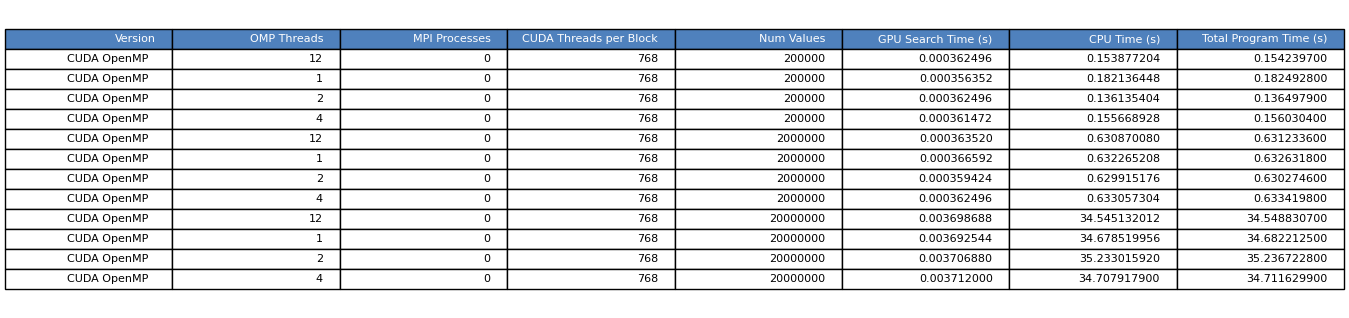 Version OMP Threads MPI Processes CUDA Threads per Block Num Values GPU Search Time (s) CPU Time (s) Total Program Time (s)
CUDA OpenMP 12 0 768 200000 0.000362496 0.153877204 0.154239700
CUDA OpenMP 1 0 768 200000 0.000356352 0.182136448 0.182492800
CUDA OpenMP 2 0 768 200000 0.000362496 0.136135404 0.136497900
CUDA OpenMP 4 0 768 200000 0.000361472 0.155668928 0.156030400
CUDA OpenMP 12 0 768 2000000 0.000363520 0.630870080 0.631233600
CUDA OpenMP 1 0 768 2000000 0.000366592 0.632265208 0.632631800
CUDA OpenMP 2 0 768 2000000 0.000359424 0.629915176 0.630274600
CUDA OpenMP 4 0 768 2000000 0.000362496 0.633057304 0.633419800
CUDA OpenMP 12 0 768 20000000 0.003698688 34.545132012 34.548830700
CUDA OpenMP 1 0 768 20000000 0.003692544 34.678519956 34.682212500
CUDA OpenMP 2 0 768 20000000 0.003706880 35.233015920 35.236722800
CUDA OpenMP 4 0 768 20000000 0.003712000 34.707917900 34.711629900